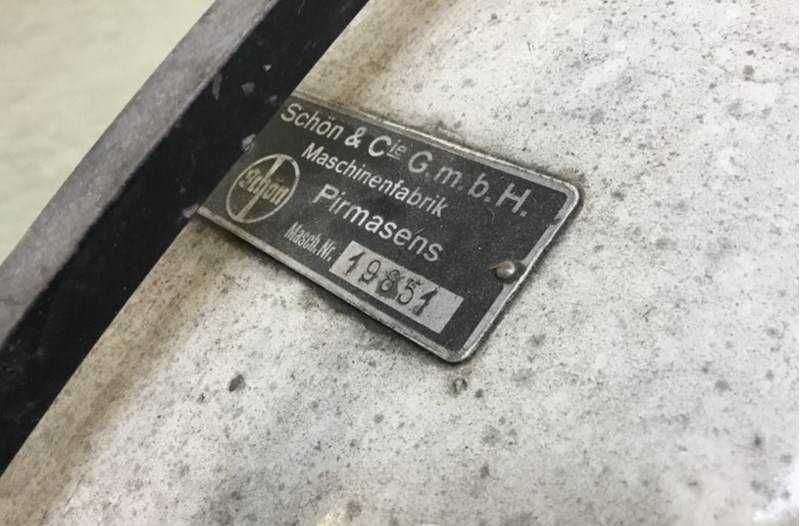 Schön & Cie G.m.b.H.
Maschinenfabrik
Pirmasens
Schön
Masch. Nr. 19851